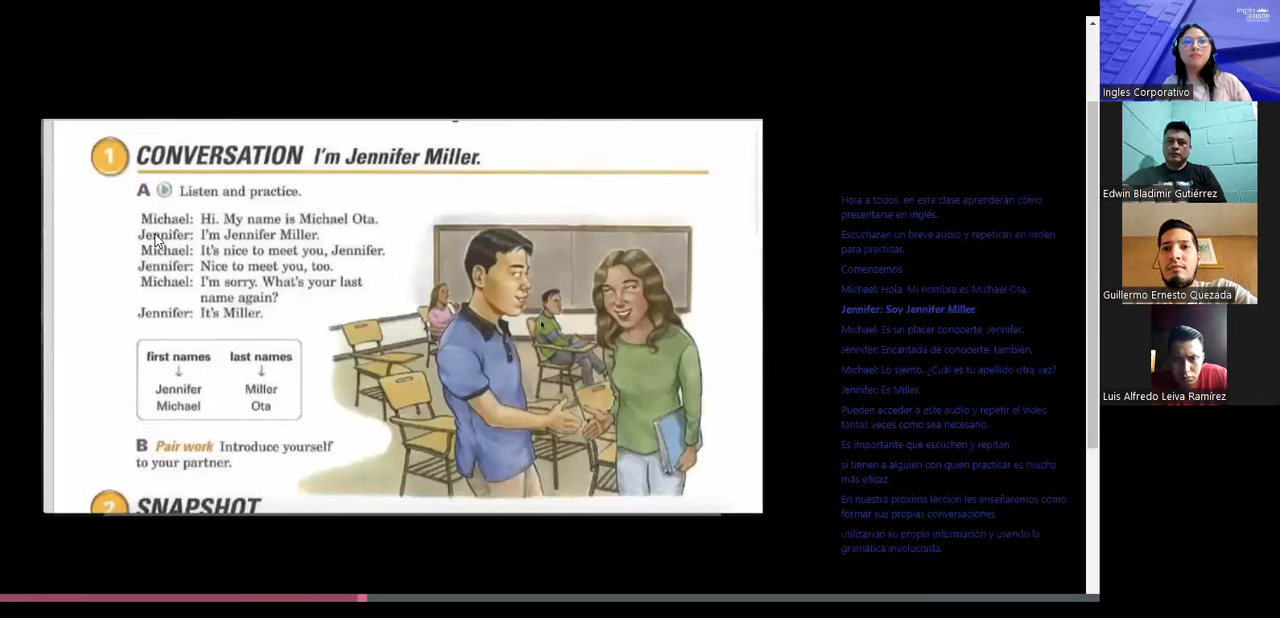 1 CONVERSATION I'm Jennifer Miller.
A Listen and practice.
Michael: Hi. My name is Michael Ota.
Jennifer: I'm Jennifer Miller.
Michael: It's nice to meet you, Jennifer.
Jennifer: Nice to meet you, too.
Michael: I'm sorry. What's your last
name again?
Jennifer: It's Miller.
first names last names
↓ ↓
Jennifer Miller
Michael Ota
B Pair work Introduce yourself
to your partner.
2 SNAPSHOT
Hola a todos, en esta clase aprenderán cómo
presentarse en inglés.
Escucharan un breve audio y repetirán en orden
para practicar.
Comenzemos
Michael: Hola. Mi nombre es Michael Ota.
Jennifer: Soy Jennifer Miller.
Michael: Es un placer conocerte, Jennifer.
Jennifer: Encantada de conocerte, también.
Michael: Lo siento. ¿Cuál es tu apellido otra vez?
Jennifer: Es Miller.
Pueden acceder a este audio y repetir el video
tantas veces como sea necesario.
Es importante que escuchen y repitan
si tienen a alguien con quien practicar es mucho
más eficaz.
En nuestra próxima lección les enseñaremos cómo
formar sus propias conversaciones
utilizando su propia información y usando la
gramática involucrada.
Ingles
Ingles Corporativo
Edwin Bladimir Gutiérrez
Guillermo Ernesto Quezada
Luis Alfredo Leiva Ramírez